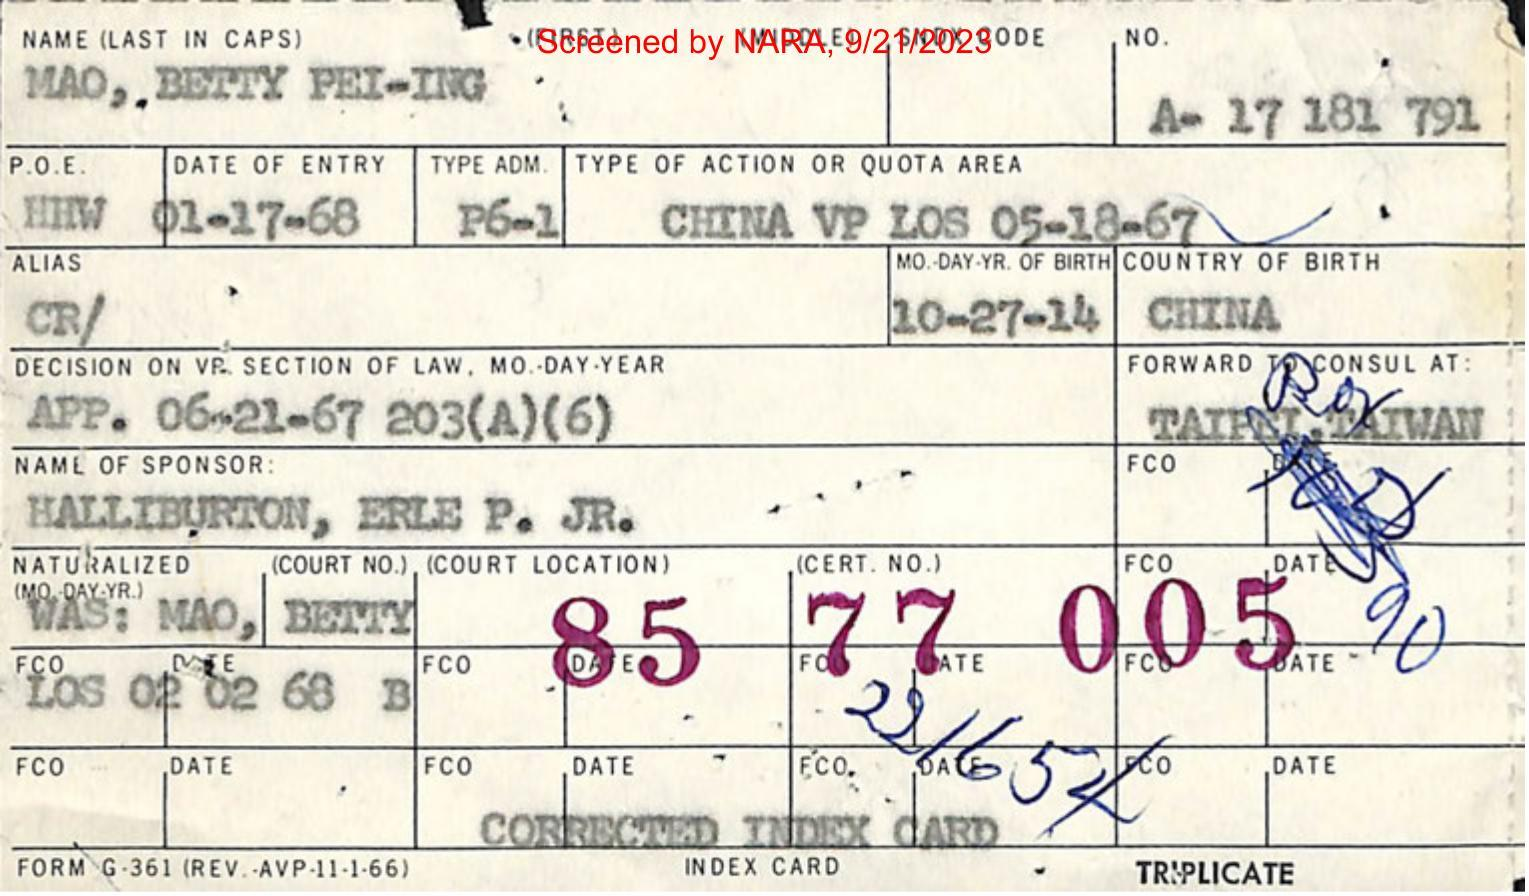 Screened by NARA, 9/21/2023
NAME (LAST IN CAPS) (FIRST) (MIDDLE) SNDX CODE NO.
MAO, BETTY PEI-ING
A- 17 181 791
P.O.E. DATE OF ENTRY TYPE ADM. TYPE OF ACTION OR QUOTA AREA
HHW 01-17-68 P6-1 CHINA VP LOS 05-18-67
ALIAS MO.-DAY-YR. OF BIRTH COUNTRY OF BIRTH
CR/ 10-27-14 CHINA
DECISION ON VP. SECTION OF LAW, MO.-DAY-YEAR FORWARD TO CONSUL AT:
APP. 06-21-67 203(A)(6) TAIPEI, TAIWAN
NAME OF SPONSOR: FCO DATE
HALLIBURTON, ERLE P. JR.
NATURALIZED (COURT NO.) (COURT LOCATION) (CERT. NO.) FCO DATE
(MO.-DAY-YR.)
WAS: MAO, BETTY
85 77 005
90
FCO DATE FCO DATE FCO DATE FCO DATE
LOS 02 02 68 B
FCO DATE FCO DATE FCO DATE FCO DATE
CORRECTED INDEX CARD
FORM G-361 (REV.-AVP-11-1-66) INDEX CARD TRIPLICATE